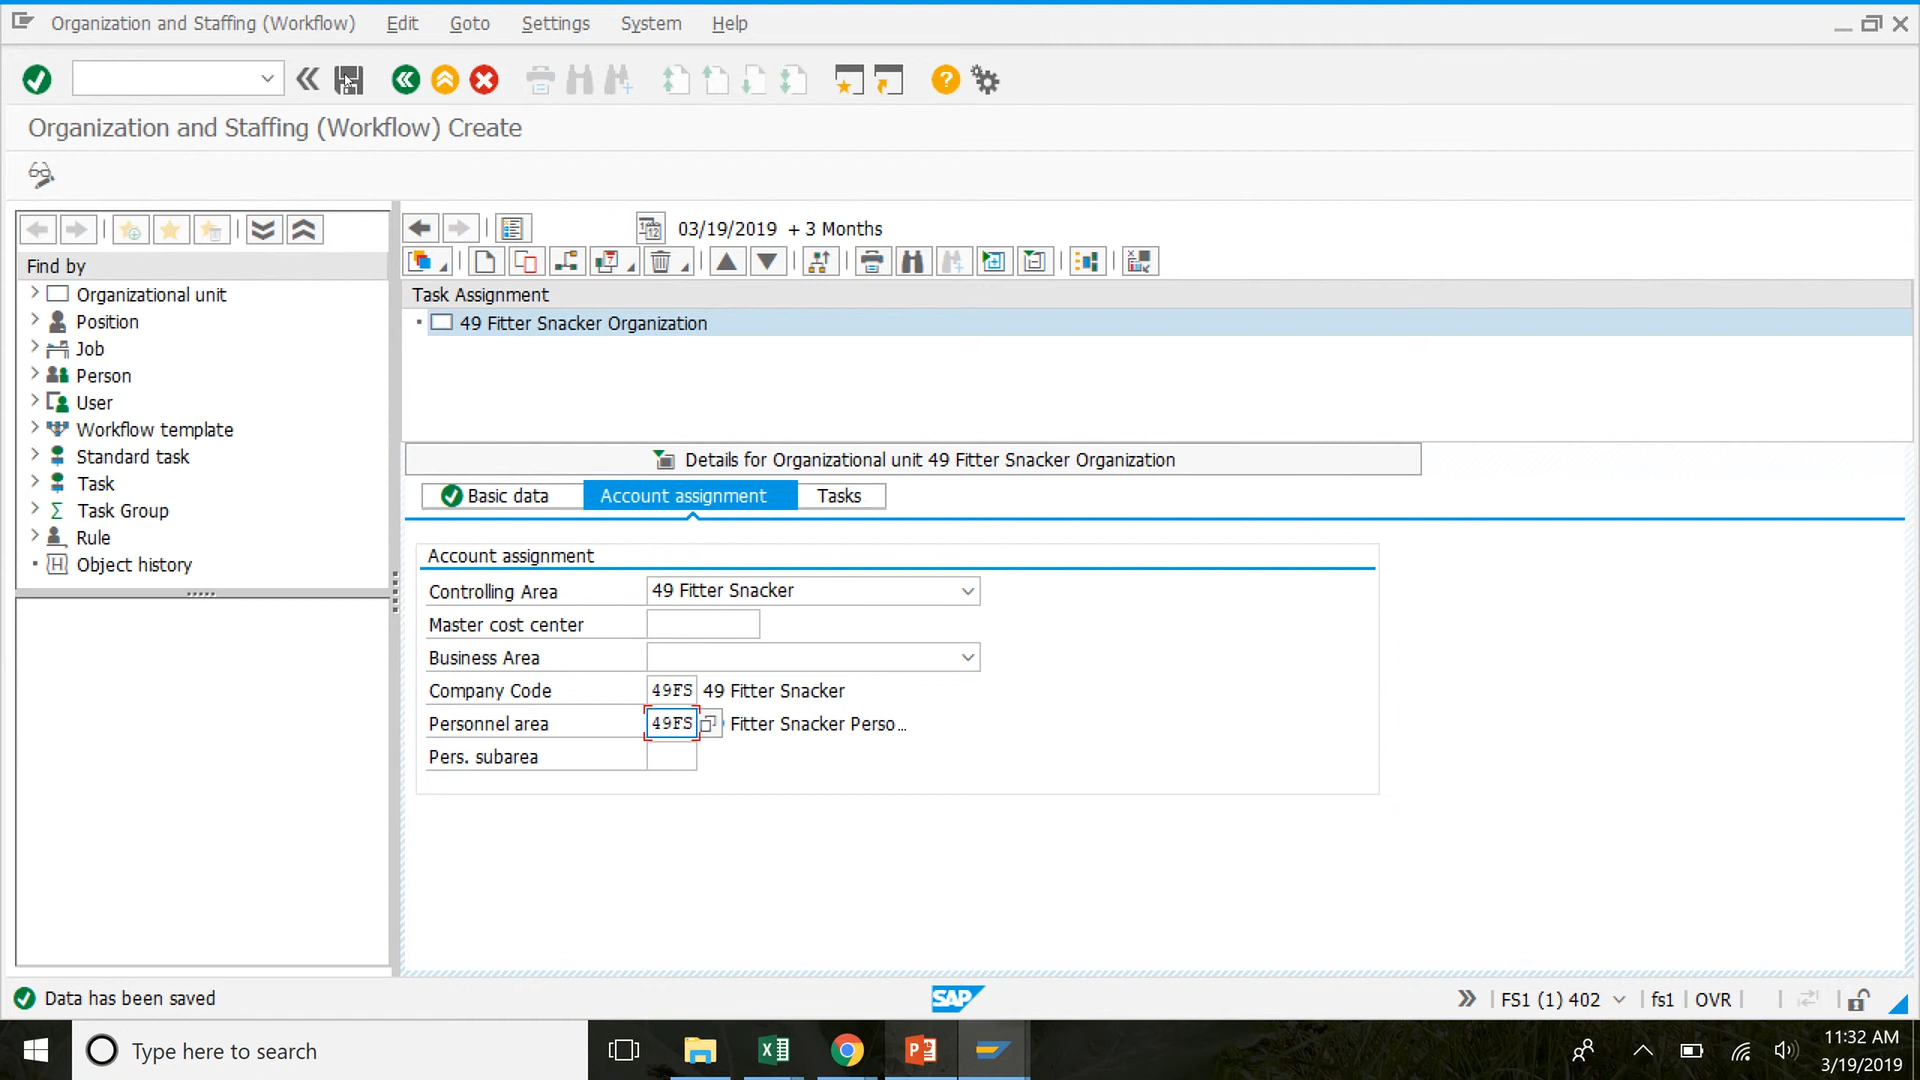 Organization and Staffing (Workflow) Edit Goto Settings System Help
Organization and Staffing (Workflow) Create
03/19/2019 + 3 Months
Find by
Organizational unit
Position
Job
Person
User
Workflow template
Standard task
Task
Task Group
Rule
Object history
Task Assignment
49 Fitter Snacker Organization
Details for Organizational unit 49 Fitter Snacker Organization
Basic data Account assignment Tasks
Account assignment
Controlling Area 49 Fitter Snacker
Master cost center
Business Area
Company Code 49FS 49 Fitter Snacker
Personnel area 49FS Fitter Snacker Perso...
Pers. subarea
Data has been saved SAP FS1 (1) 402 fs1 OVR
Type here to search
11:32 AM
3/19/2019